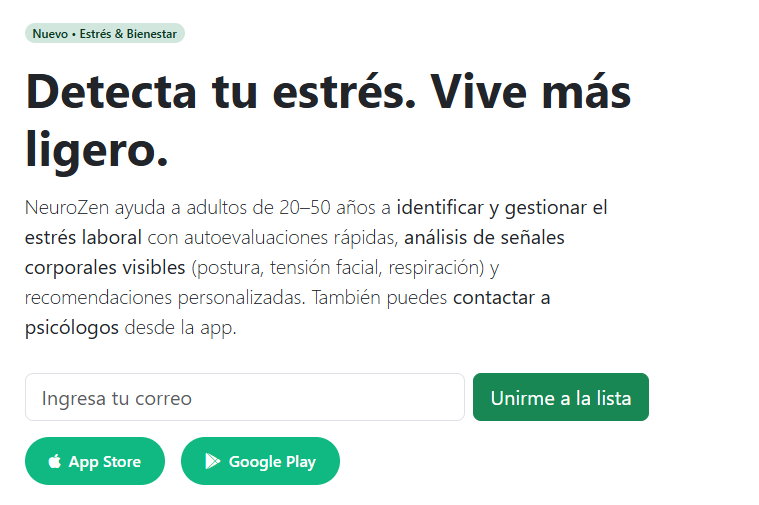 Nuevo • Estrés & Bienestar
Detecta tu estrés. Vive más
ligero.
NeuroZen ayuda a adultos de 20–50 años a identificar y gestionar el
estrés laboral con autoevaluaciones rápidas, análisis de señales
corporales visibles (postura, tensión facial, respiración) y
recomendaciones personalizadas. También puedes contactar a
psicólogos desde la app.
Ingresa tu correo Unirme a la lista
App Store Google Play